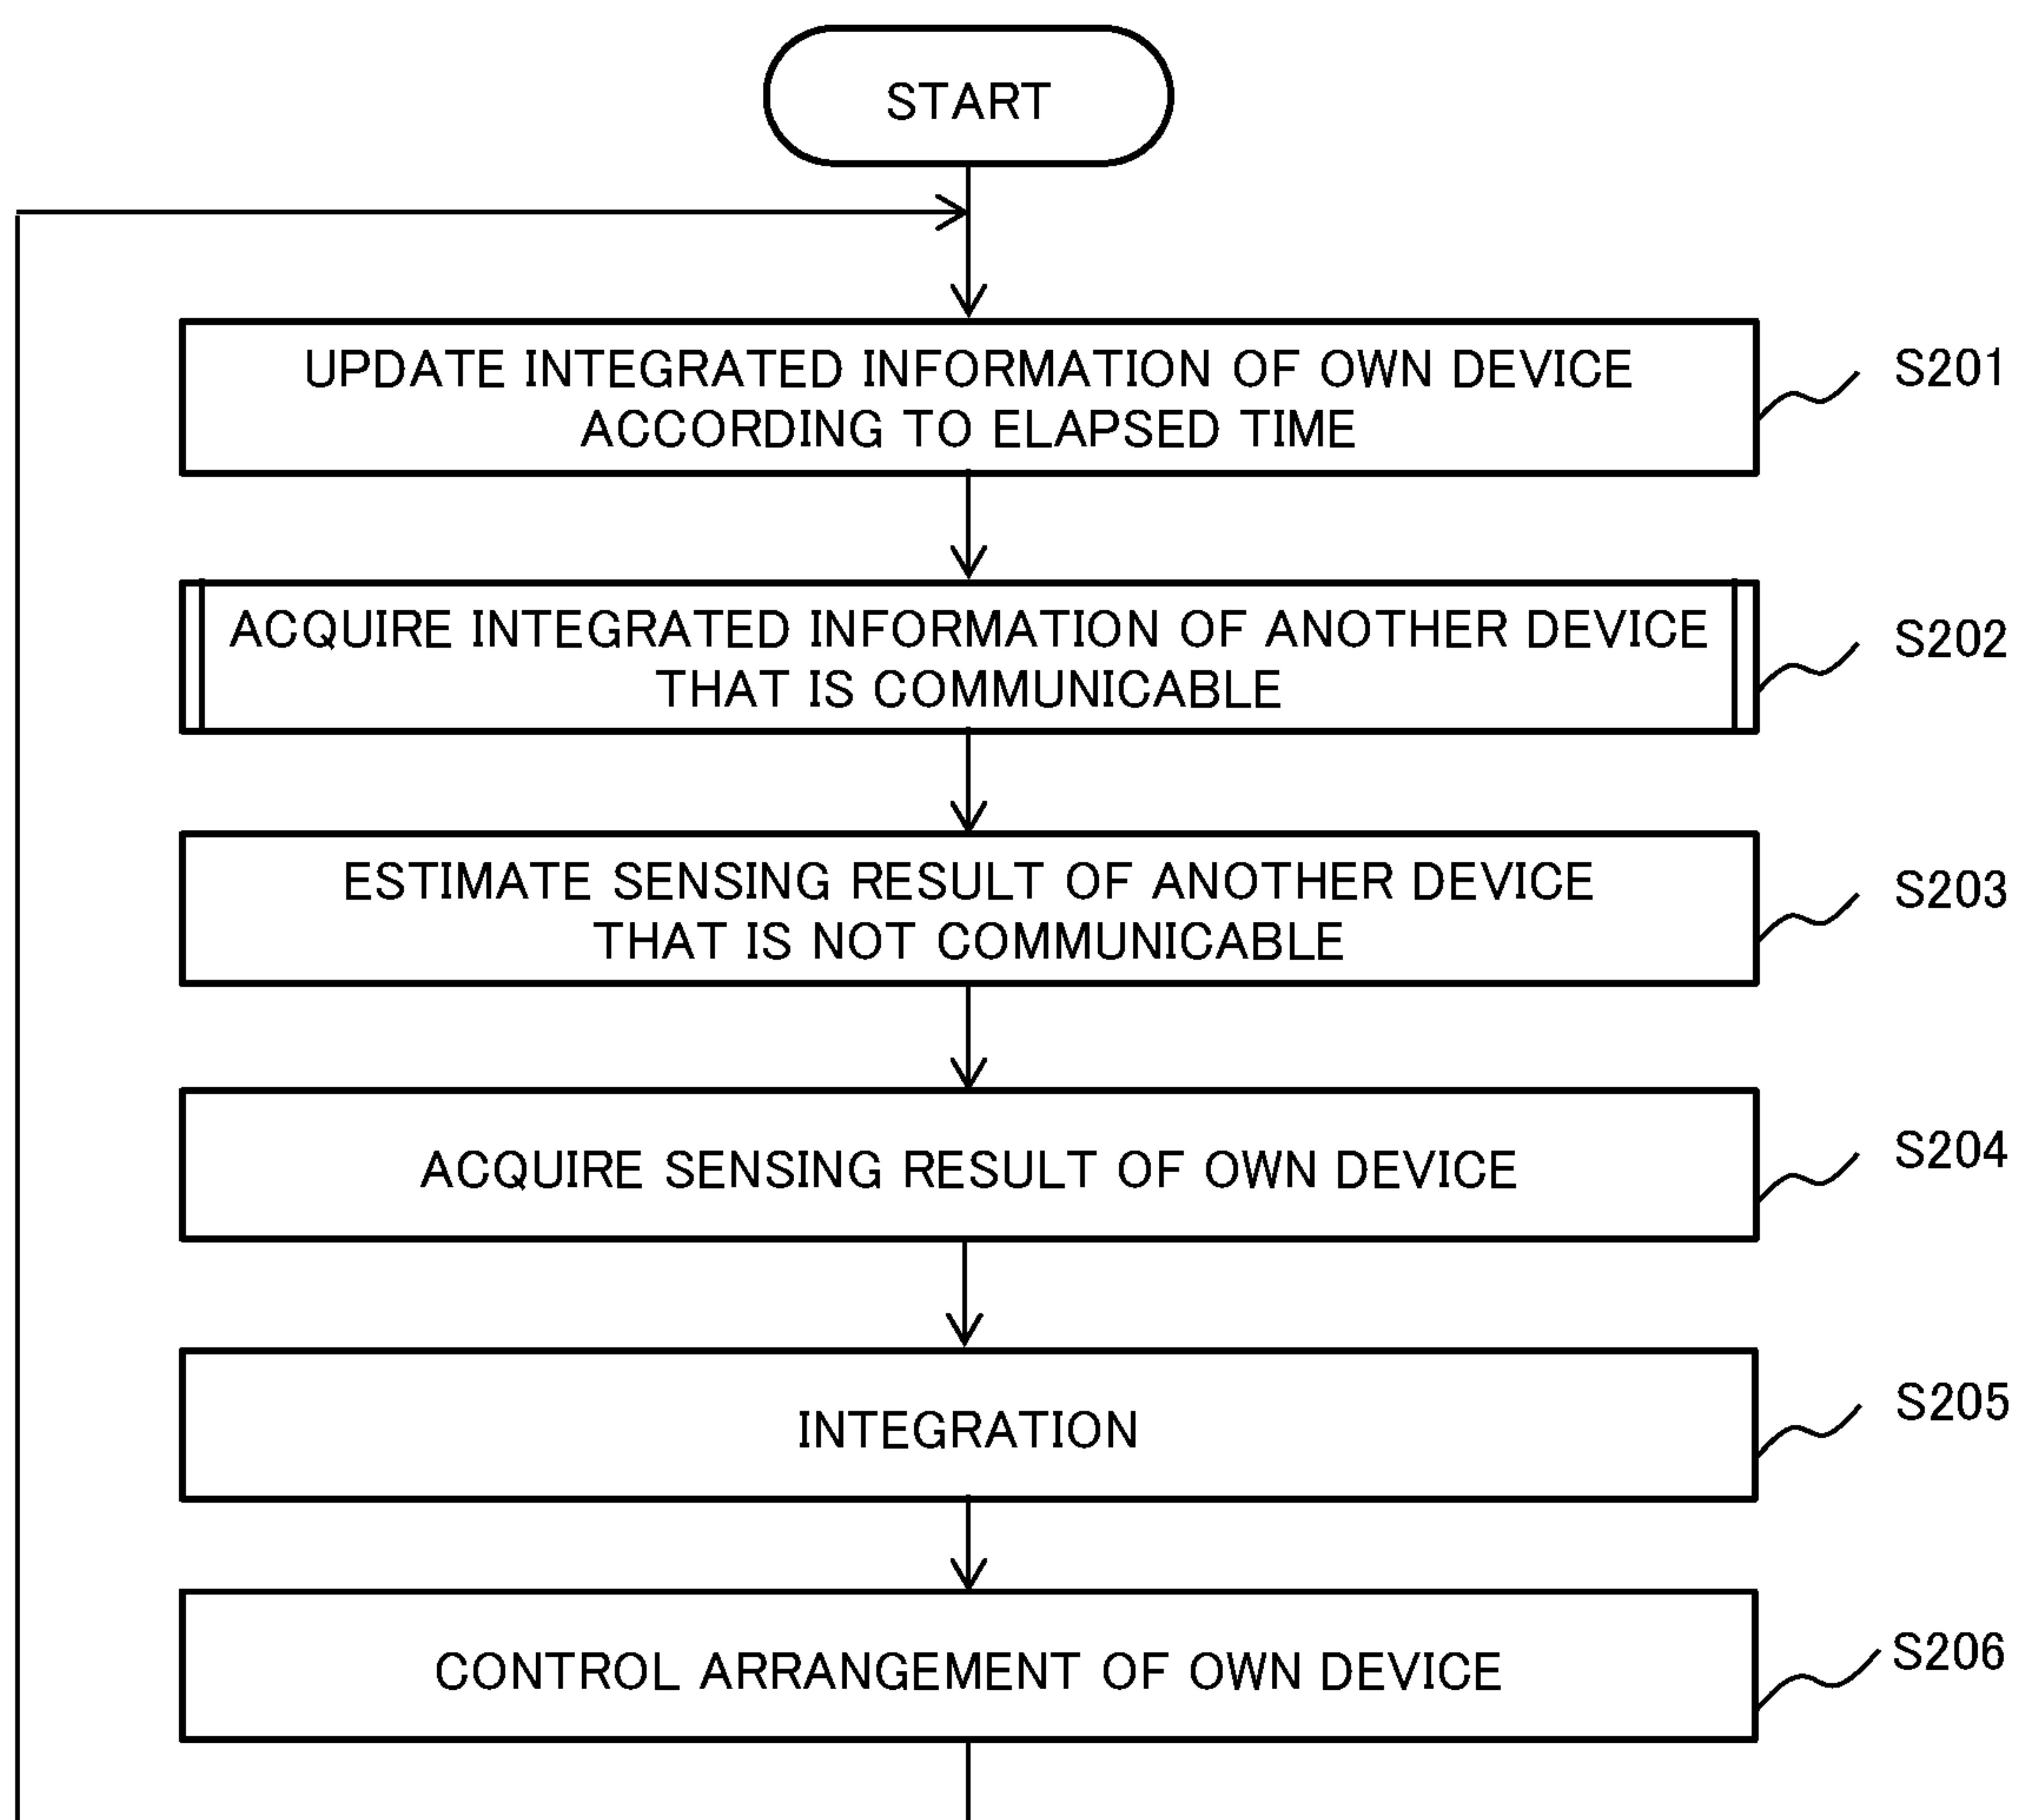 START
UPDATE INTEGRATED INFORMATION OF OWN DEVICE
ACCORDING TO ELAPSED TIME
S201
ACQUIRE INTEGRATED INFORMATION OF ANOTHER DEVICE
THAT IS COMMUNICABLE
S202
ESTIMATE SENSING RESULT OF ANOTHER DEVICE
THAT IS NOT COMMUNICABLE
S203
ACQUIRE SENSING RESULT OF OWN DEVICE
S204
INTEGRATION
S205
CONTROL ARRANGEMENT OF OWN DEVICE
S206